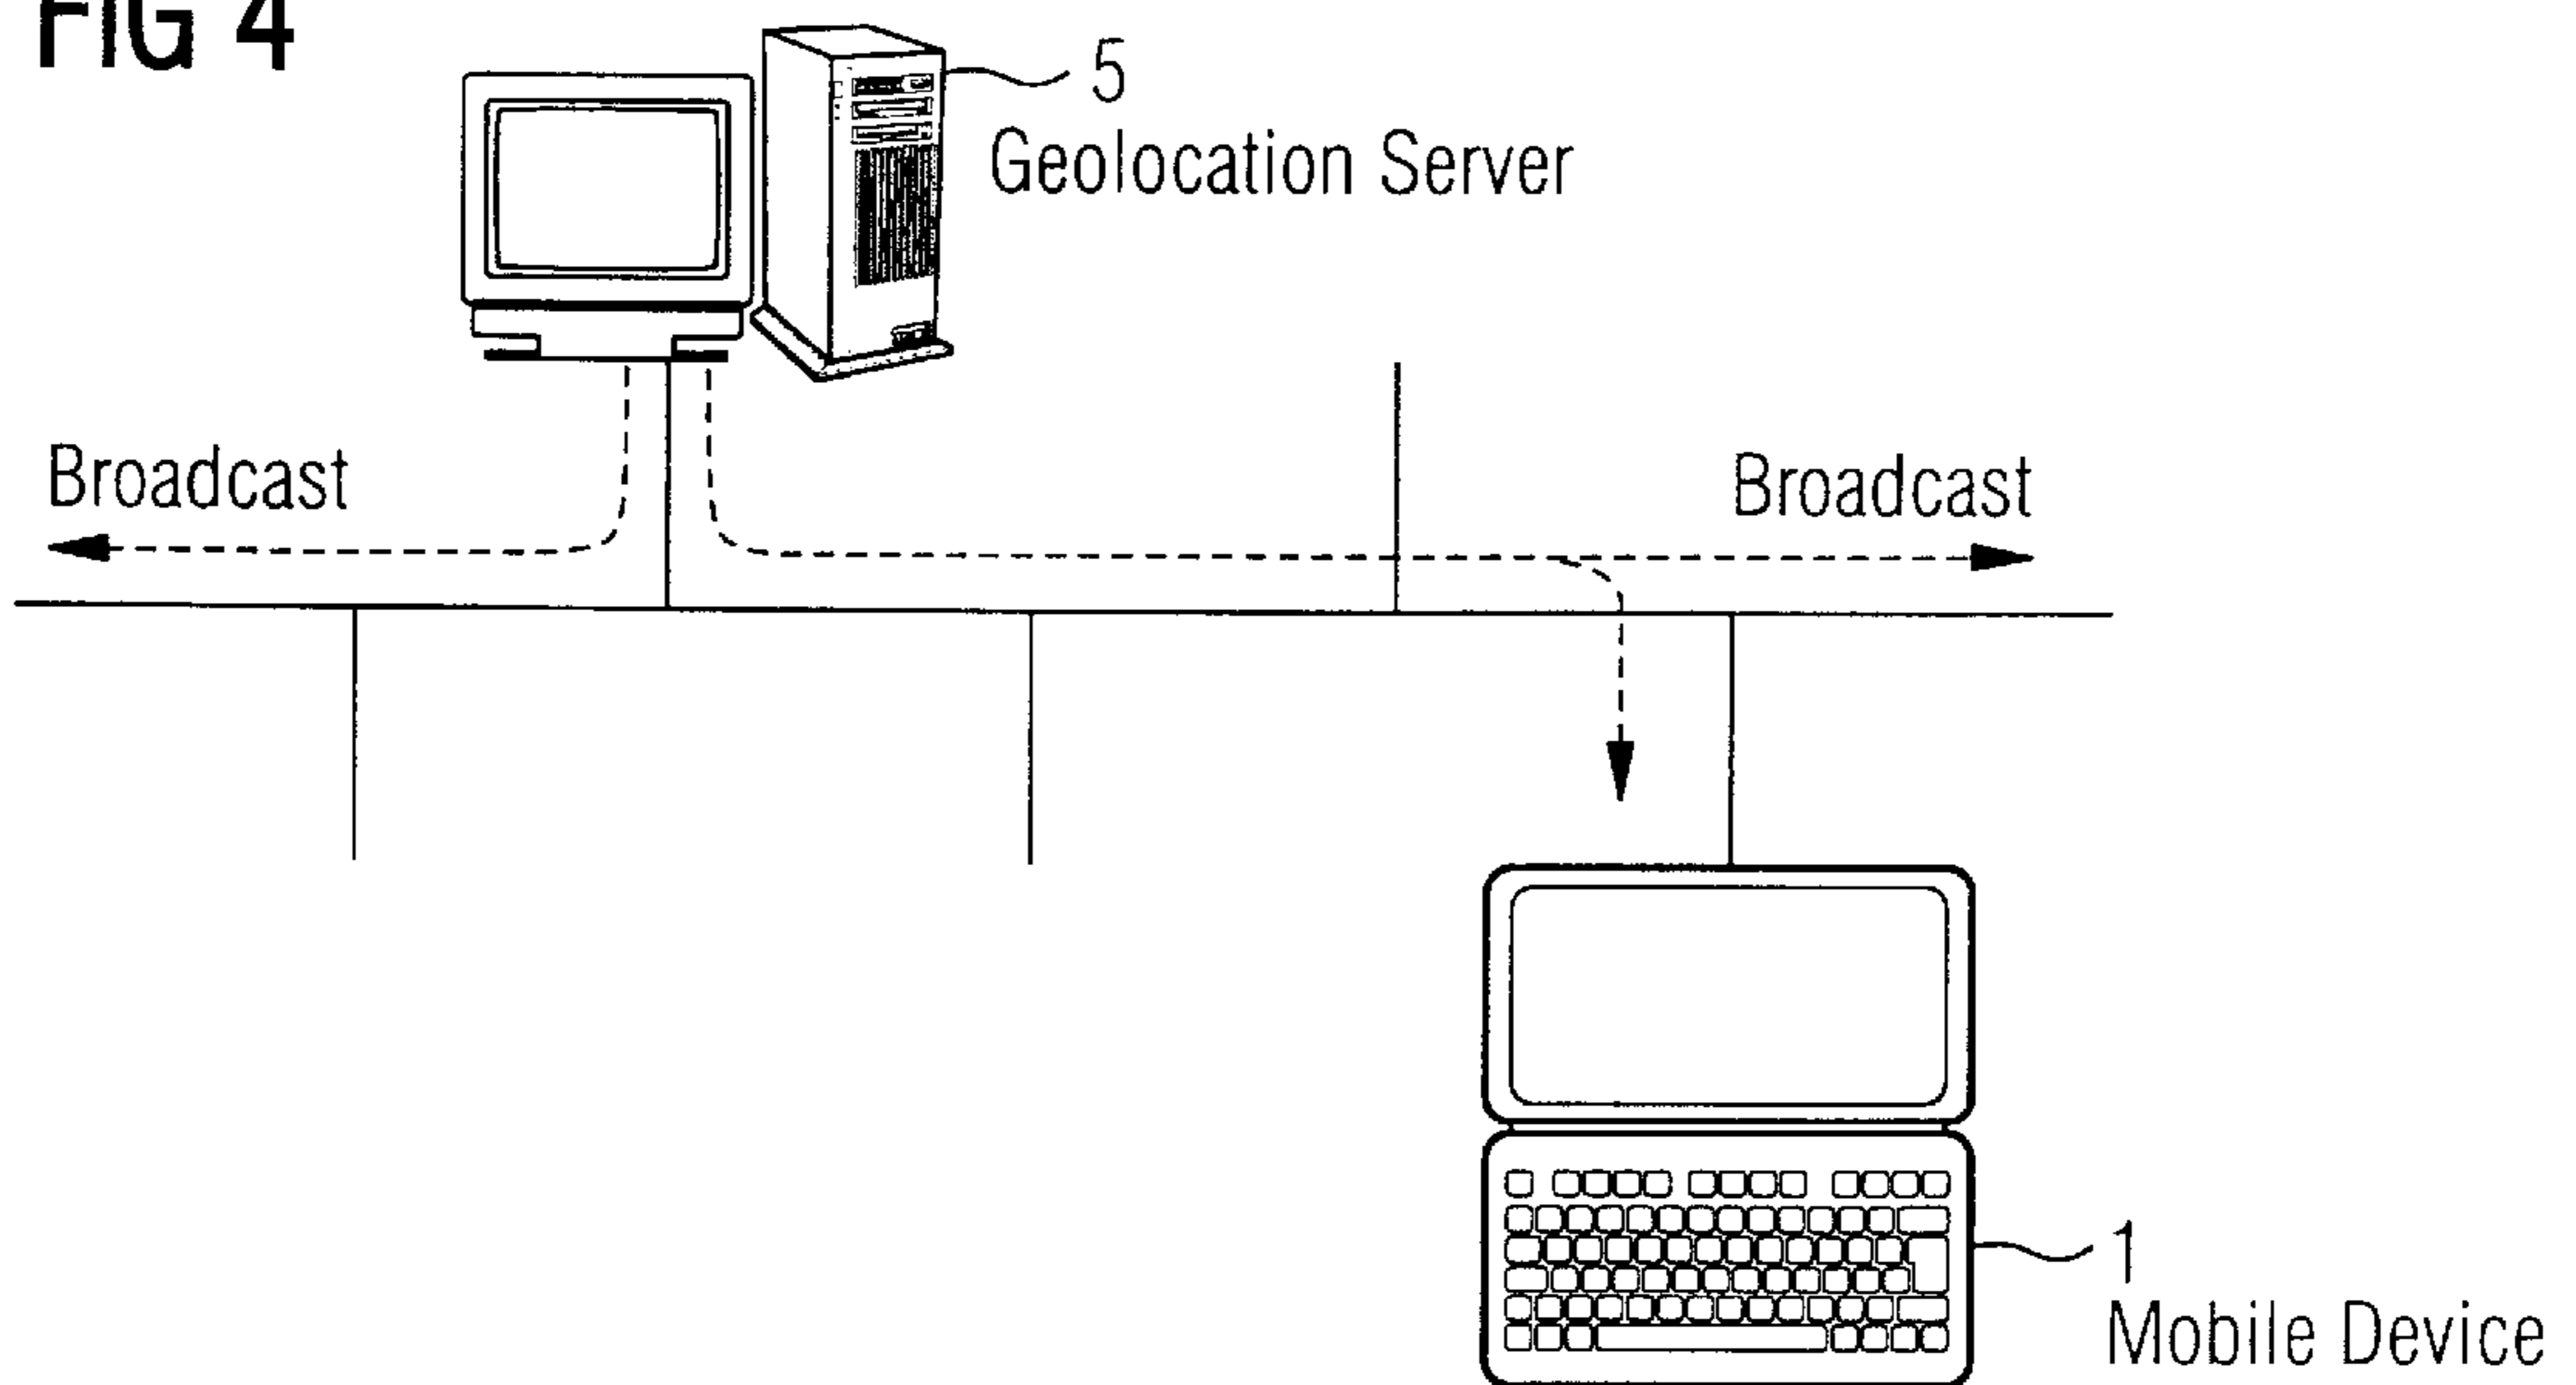 FIG 4
5
Geolocation Server
Broadcast
Broadcast
1
Mobile Device